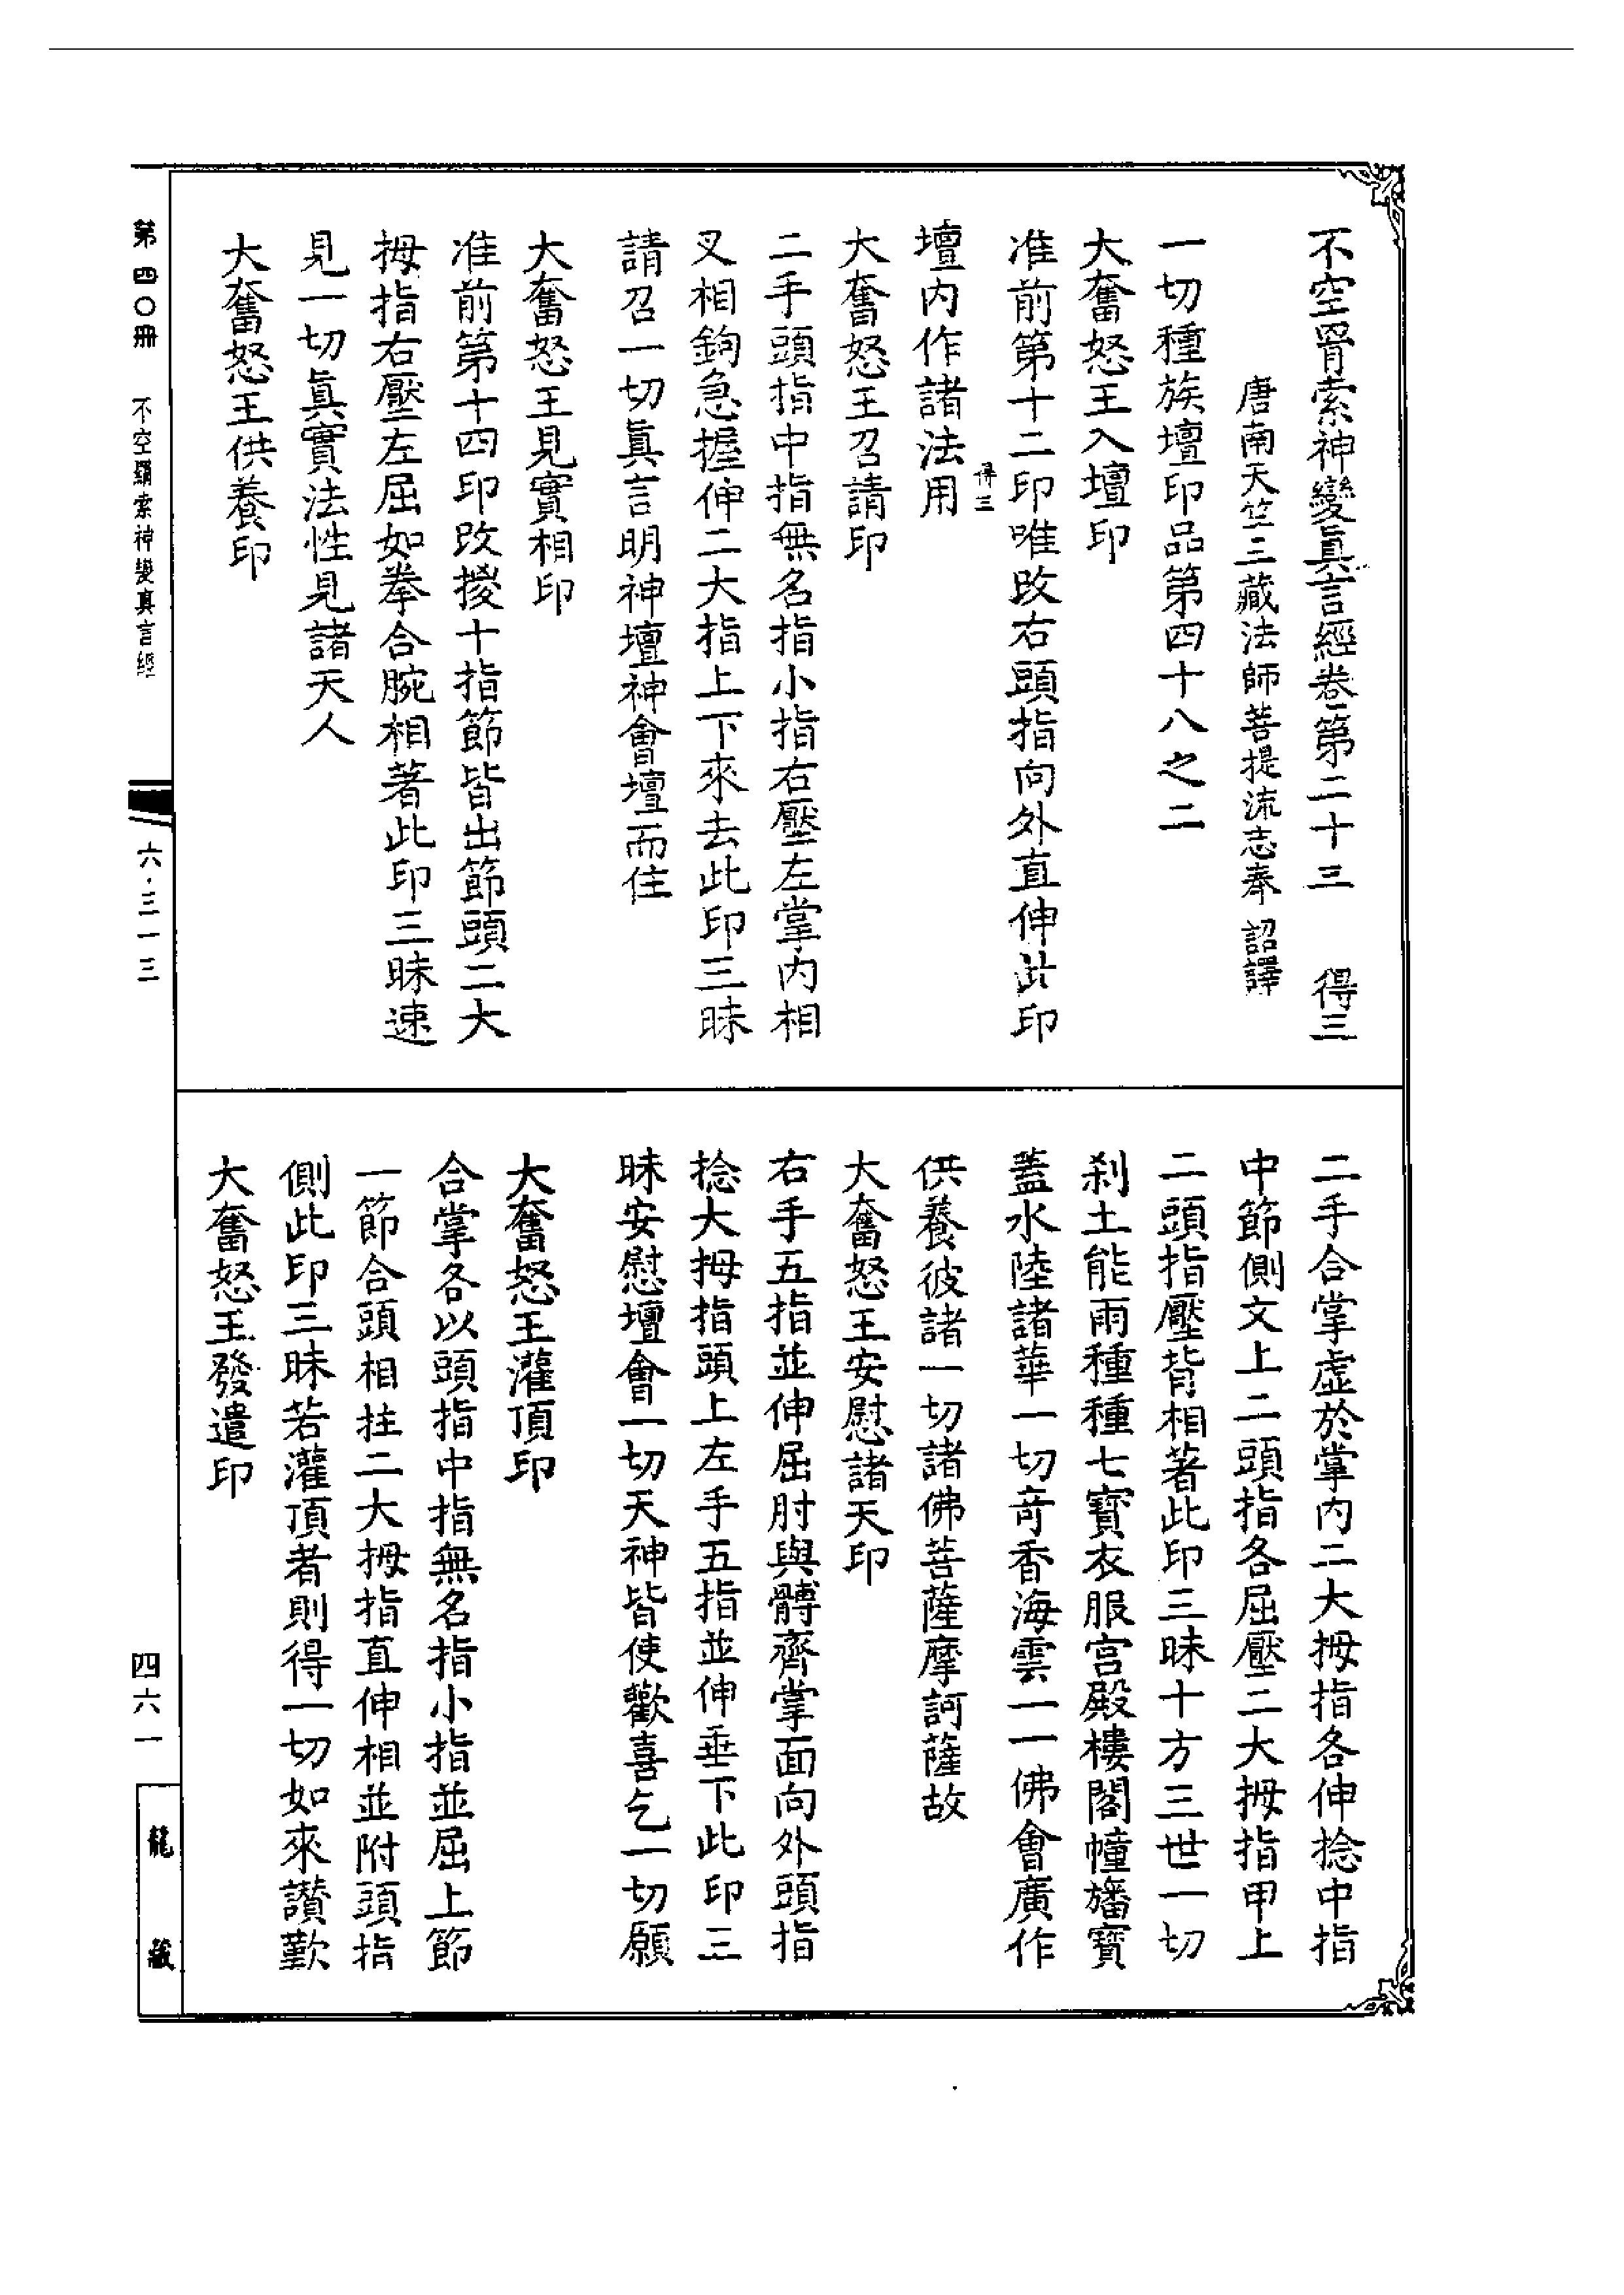 不空罥索神變眞言經卷第二十三　得三
唐南天竺三藏法師菩提流志奉　詔譯
一切種族壇印品第四十八之二
大奮怒王入壇印
准前第十二印唯改右頭指向外直伸此印
得三
壇内作諸法用
大奮怒王召請印
二手頭指中指無名指小指右壓左掌内相
叉相鉤急握伸二大指上下來去此印三昧
請召一切眞言明神壇神會壇而住
大奮怒王見實相印
准前第十四印改㧻十指節皆出節頭二大
拇指右壓左屈如拳合腕相著此印三昧速
見一切眞實法性見諸天人
大奮怒王供養印
二手合掌虛於掌内二大拇指各伸捻中指
中節側文上二頭指各屈壓二大拇指甲上
二頭指壓背相著此印三昧十方三世一切
刹土能雨種種七寳衣服宫殿樓閣幢旛寳
蓋水陸諸華一切竒香海雲一一佛會廣作
供養彼諸一切諸佛菩薩摩訶薩故
大奮怒王安慰諸天印
右手五指並伸屈肘與髆齊掌面向外頭指
捻大拇指頭上左手五指並伸垂下此印三
昧安慰壇會一切天神皆使歡喜乞一切願
大奮怒王灌頂印
合掌各以頭指中指無名指小指並屈上節
一節合頭相拄二大拇指直伸相並附頭指
側此印三昧若灌頂者則得一切如來讃歎
大奮怒王發遣印
第四〇冊　不空羂索神變真言經
六·三一三
四六一
龍藏